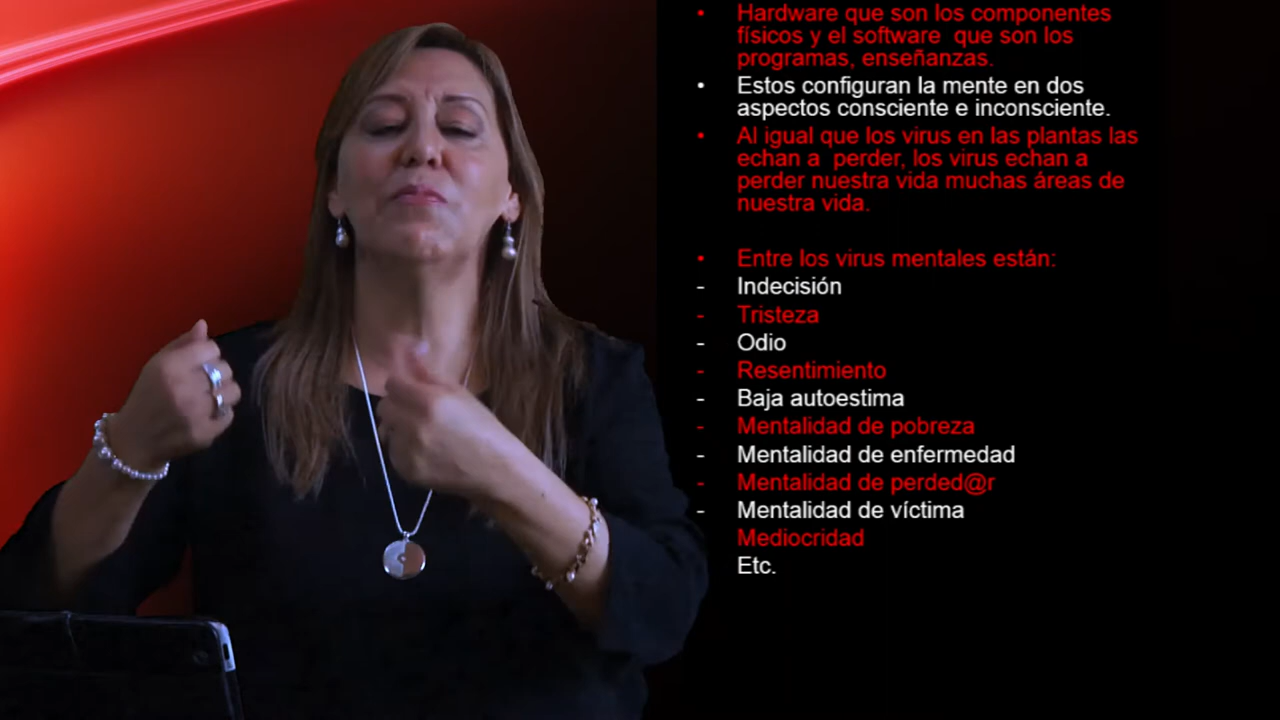 • Hardware que son los componentes
físicos y el software  que son los
programas, enseñanzas.
• Estos configuran la mente en dos
aspectos consciente e inconsciente.
• Al igual que los virus en las plantas las
echan a  perder, los virus echan a
perder nuestra vida muchas áreas de
nuestra vida.
• Entre los virus mentales están:
- Indecisión
- Tristeza
- Odio
- Resentimiento
- Baja autoestima
- Mentalidad de pobreza
- Mentalidad de enfermedad
- Mentalidad de perded@r
- Mentalidad de víctima
Mediocridad
Etc.